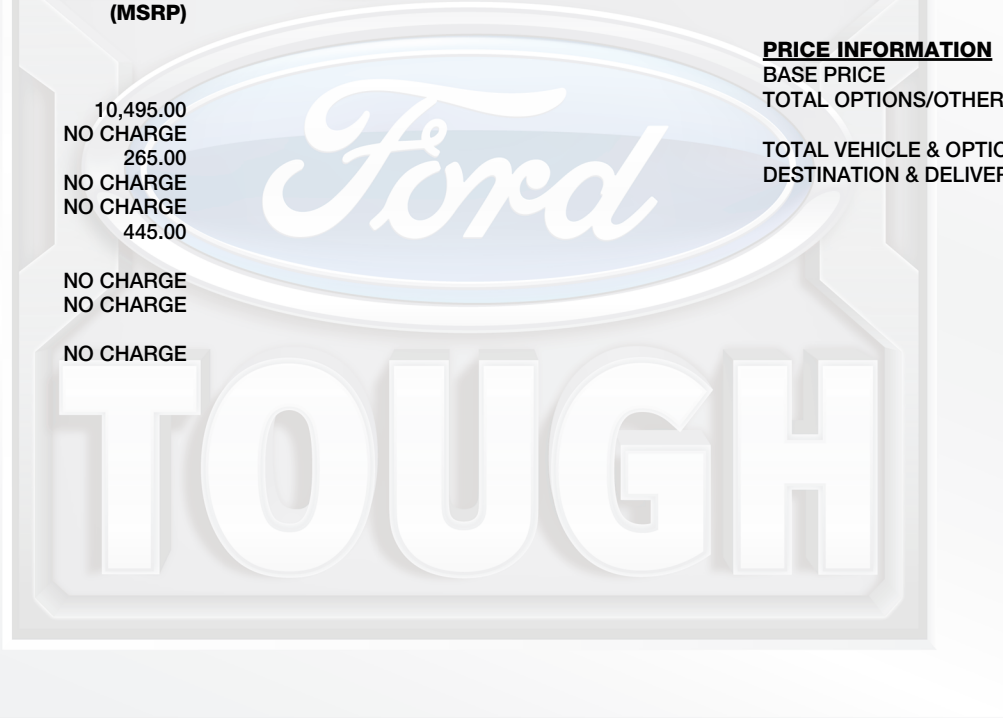 (MSRP)
10,495.00
NO CHARGE
265.00
NO CHARGE
NO CHARGE
445.00
NO CHARGE
NO CHARGE
NO CHARGE
PRICE INFORMATION
BASE PRICE
TOTAL OPTIONS/OTHER
TOTAL VEHICLE & OPTIO
DESTINATION & DELIVER
Ford
TOUGH